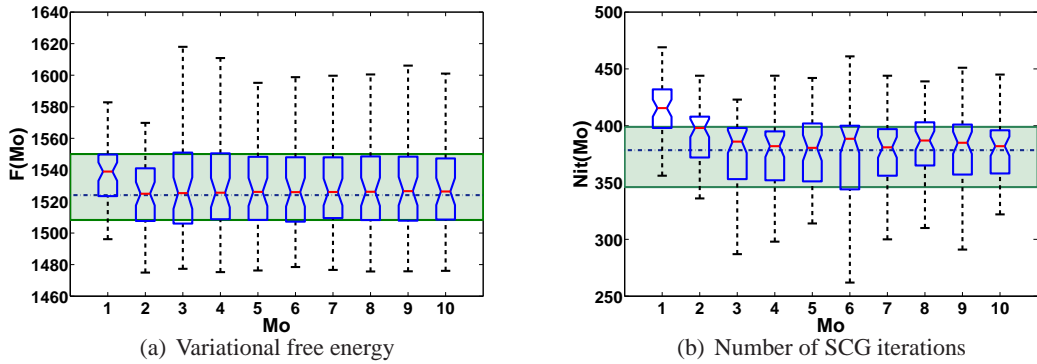 1640
1620
1600
1580
1560
1540
1520
1500
1480
1460
F(Mo)
1 2 3 4 5 6 7 8 9 10
Mo
(a) Variational free energy
500
450
400
350
300
250
Nit(Mo)
1 2 3 4 5 6 7 8 9 10
Mo
(b) Number of SCG iterations